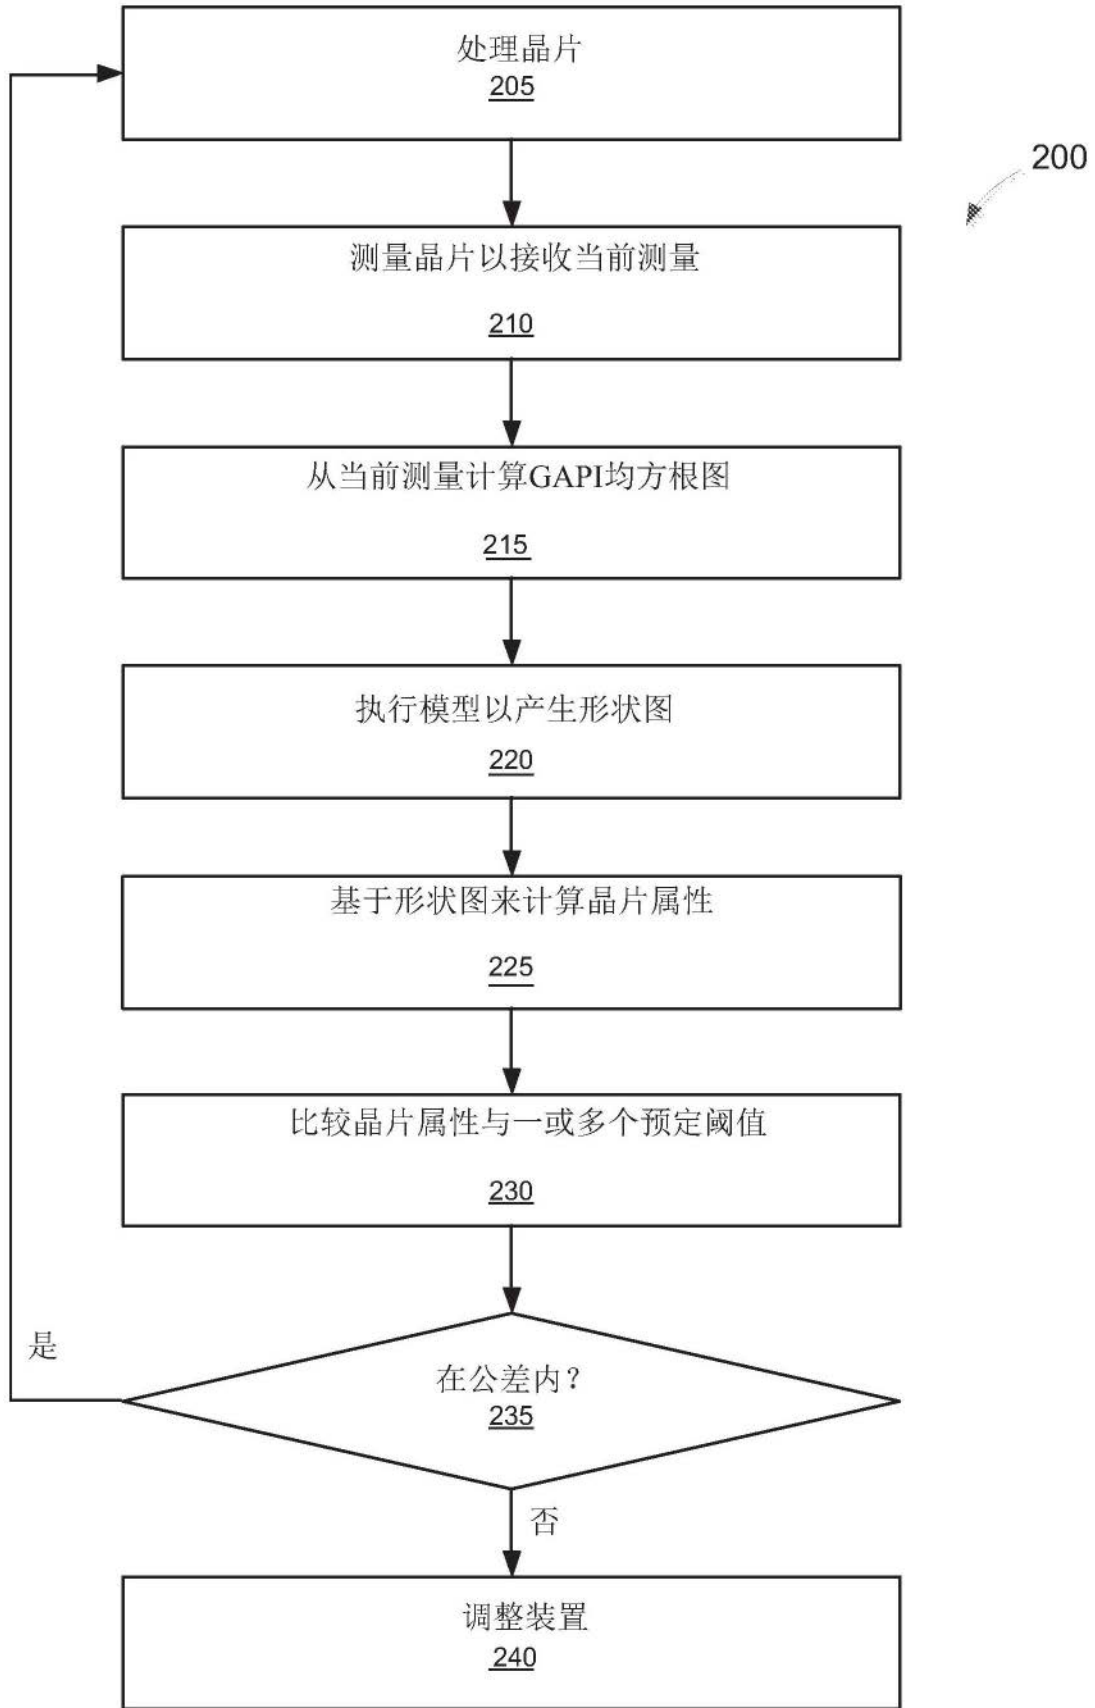 处理晶片
205
200
测量晶片以接收当前测量
210
从当前测量计算GAPI均方根图
215
执行模型以产生形状图
220
基于形状图来计算晶片属性
225
比较晶片属性与一或多个预定阈值
230
是
在公差内?
235
否
调整装置
240